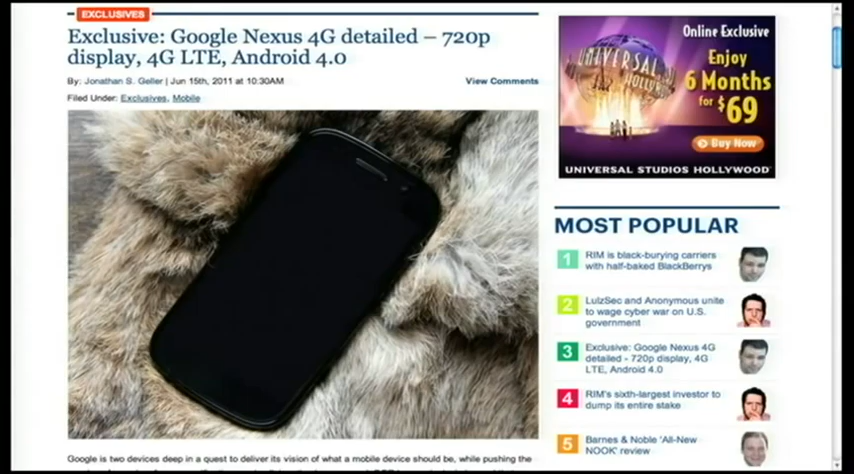 EXCLUSIVES
Exclusive: Google Nexus 4G detailed – 720p
display, 4G LTE, Android 4.0
By: Jonathan S. Geller | Jun 15th, 2011 at 10:30AM
View Comments
Filed Under: Exclusives, Mobile
Google is two devices deep in a quest to deliver its vision of what a mobile device should be, while pushing the
Online Exclusive
Enjoy
6 Months
for $69
Buy Now
UNIVERSAL STUDIOS HOLLYWOOD
UNIVERSAL
MOST POPULAR
1
RIM is black-burying carriers
with half-baked BlackBerrys
2
LulzSec and Anonymous unite
to wage cyber war on U.S.
government
3
Exclusive: Google Nexus 4G
detailed - 720p display, 4G
LTE, Android 4.0
4
RIM's sixth-largest investor to
dump its entire stake
5
Barnes & Noble 'All-New
NOOK' review